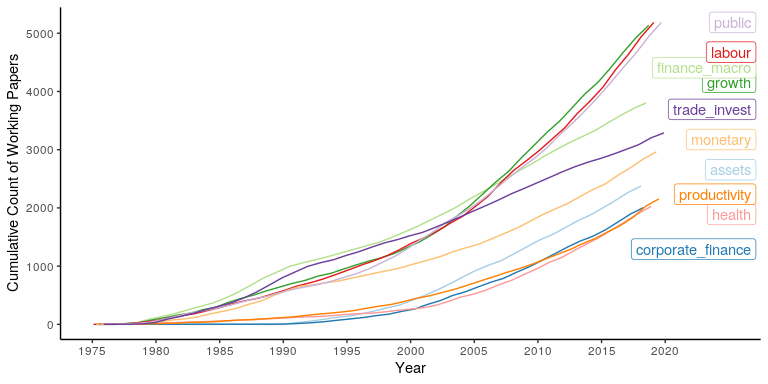 Cumulative Count of Working Papers
5000
4000
3000
2000
1000
0
1975 1980 1985 1990 1995 2000 2005 2010 2015 2020
Year
public
labour
finance_macro
growth
trade_invest
monetary
assets
productivity
health
corporate_finance